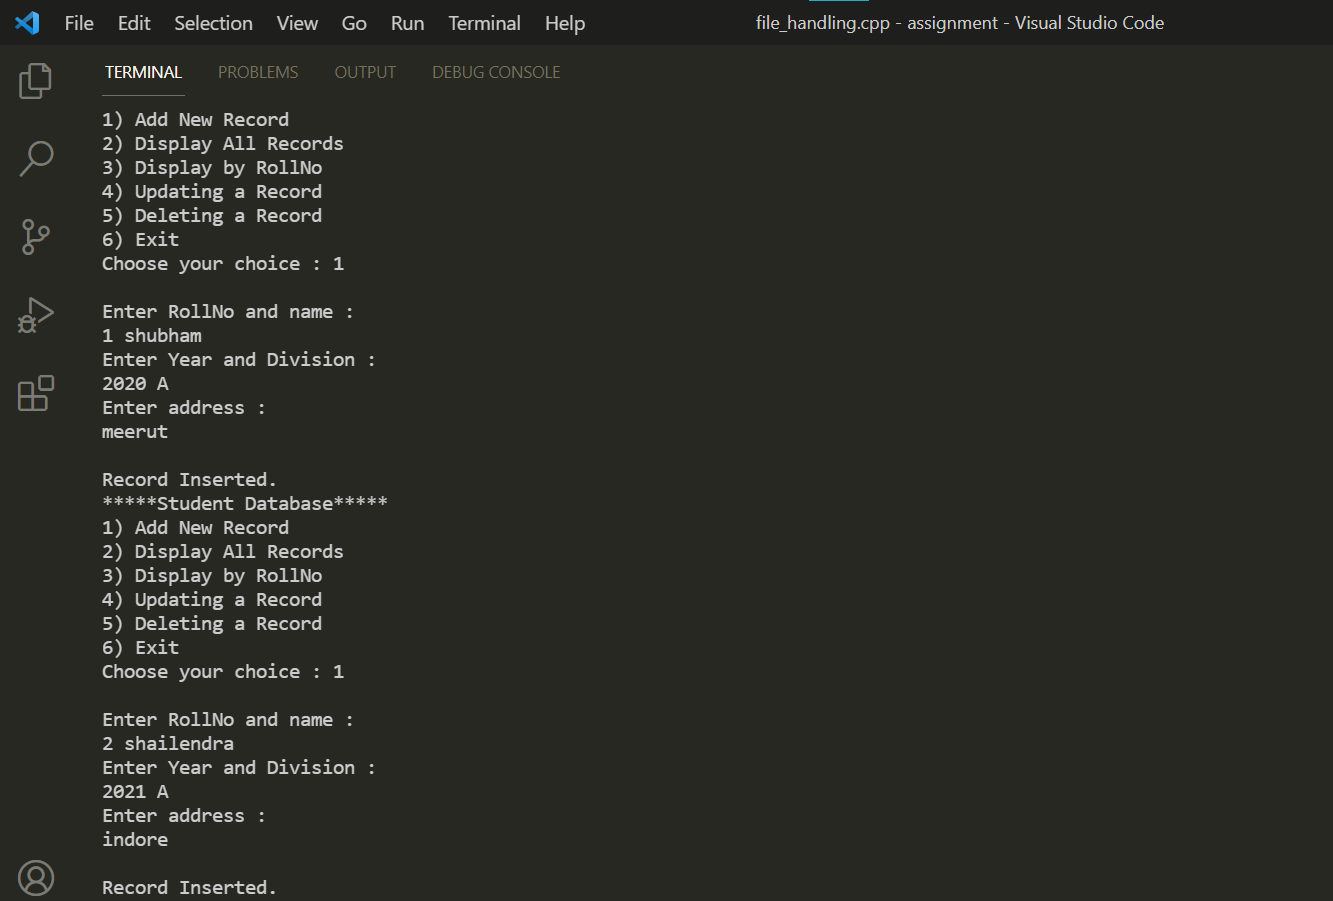 File Edit Selection View Go Run Terminal Help file_handling.cpp - assignment - Visual Studio Code
TERMINAL PROBLEMS OUTPUT DEBUG CONSOLE
1) Add New Record
2) Display All Records
3) Display by RollNo
4) Updating a Record
5) Deleting a Record
6) Exit
Choose your choice : 1
Enter RollNo and name :
1 shubham
Enter Year and Division :
2020 A
Enter address :
meerut
Record Inserted.
*****Student Database*****
1) Add New Record
2) Display All Records
3) Display by RollNo
4) Updating a Record
5) Deleting a Record
6) Exit
Choose your choice : 1
Enter RollNo and name :
2 shailendra
Enter Year and Division :
2021 A
Enter address :
indore
Record Inserted.